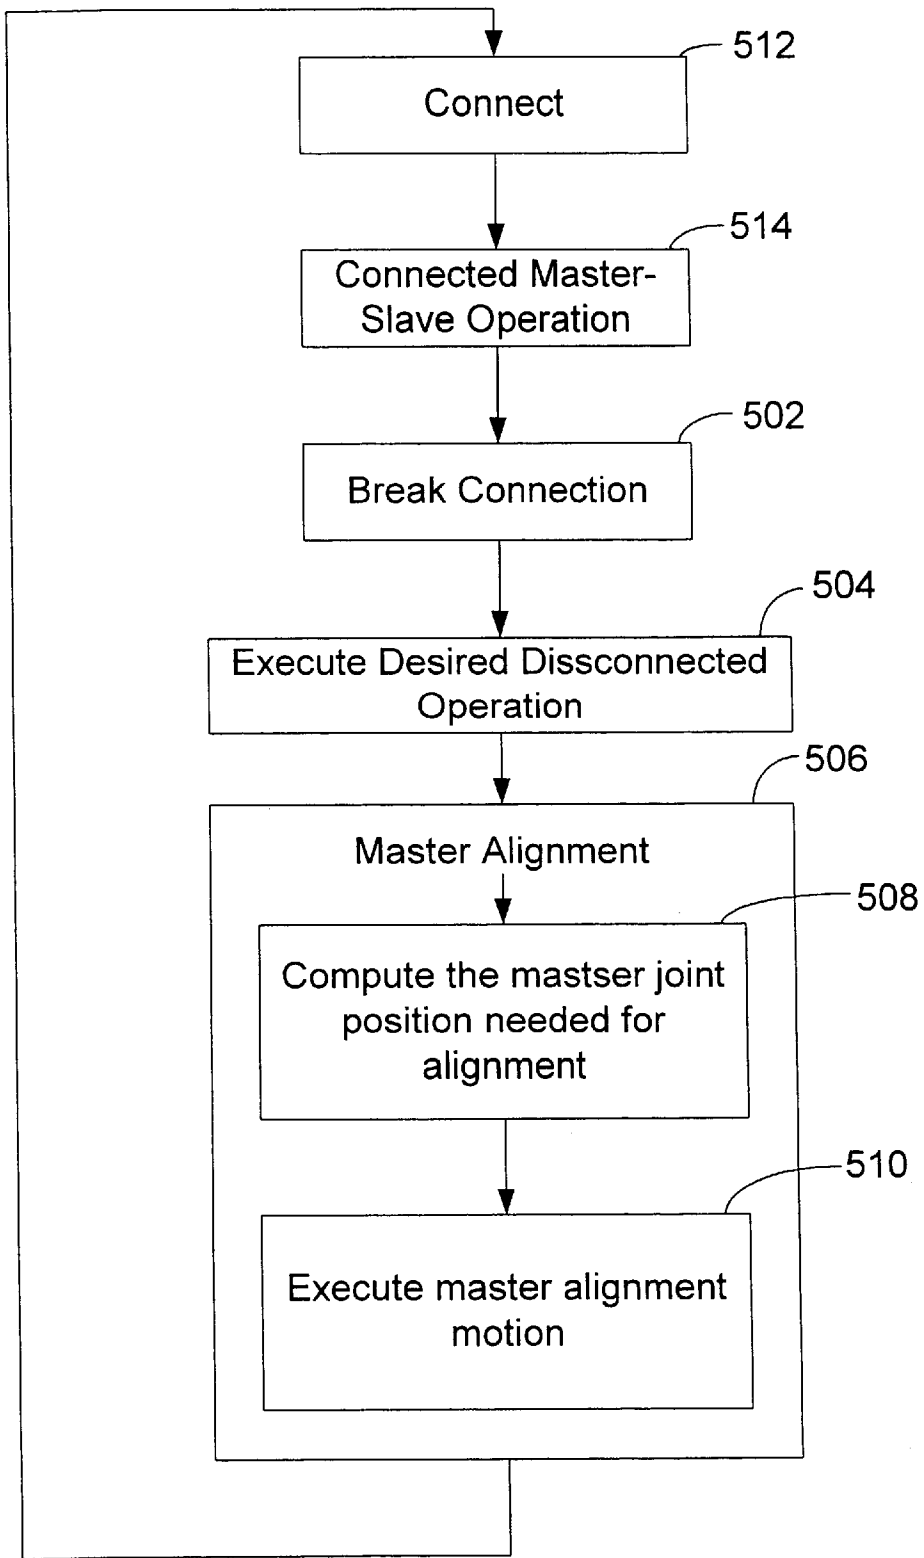 512
Connect
514
Connected Master-
Slave Operation
502
Break Connection
504
Execute Desired Dissconnected
Operation
506
Master Alignment
508
Compute the mastser joint
position needed for
alignment
510
Execute master alignment
motion